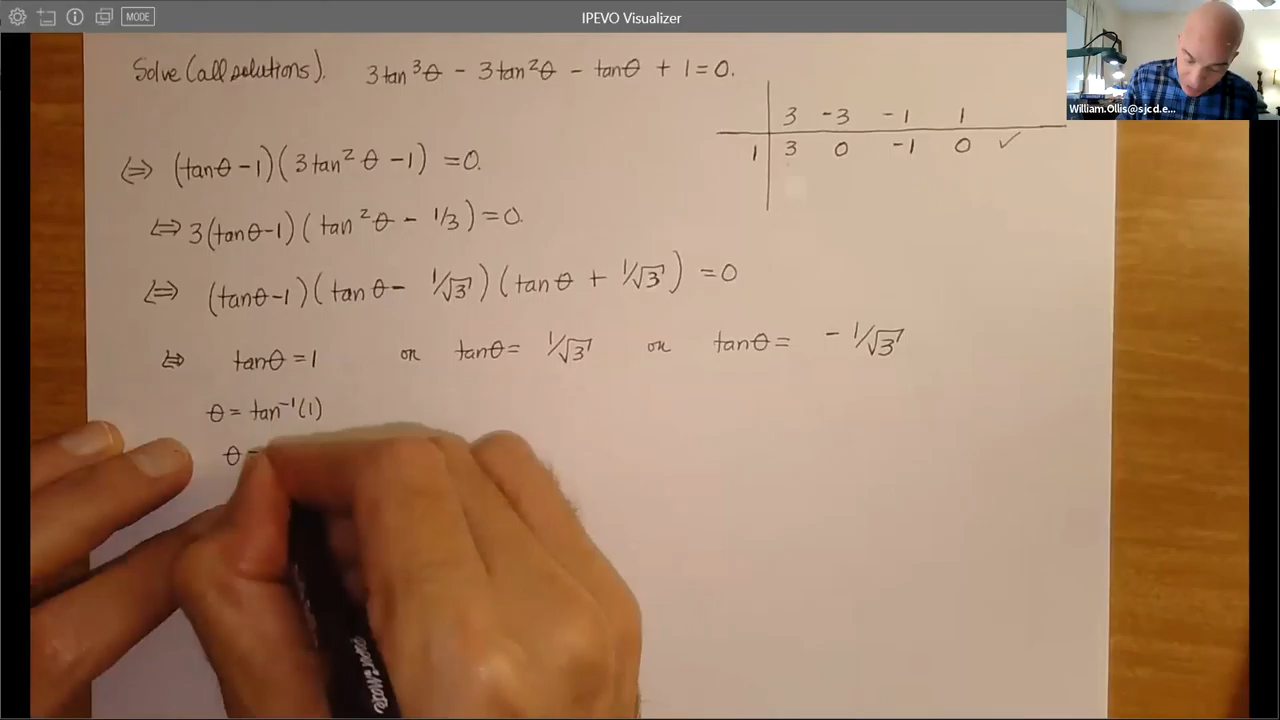 MODE
IPEVO Visualizer
William.Ollis@sjcd.e...
Solve (all solutions). 3tan³θ - 3tan²θ - tanθ + 1 = 0.
3 -3 -1 1
1 3 0 -1 0 ✓
⇔ (tanθ - 1)(3tan²θ - 1) = 0.
⇔ 3(tanθ-1)(tan²θ - 1/3) = 0.
⇔ (tanθ-1)(tanθ - 1/√3)(tanθ + 1/√3) = 0
⇔ tanθ = 1 or tanθ = 1/√3 or tanθ = - 1/√3
θ = tan⁻¹(1)
θ =